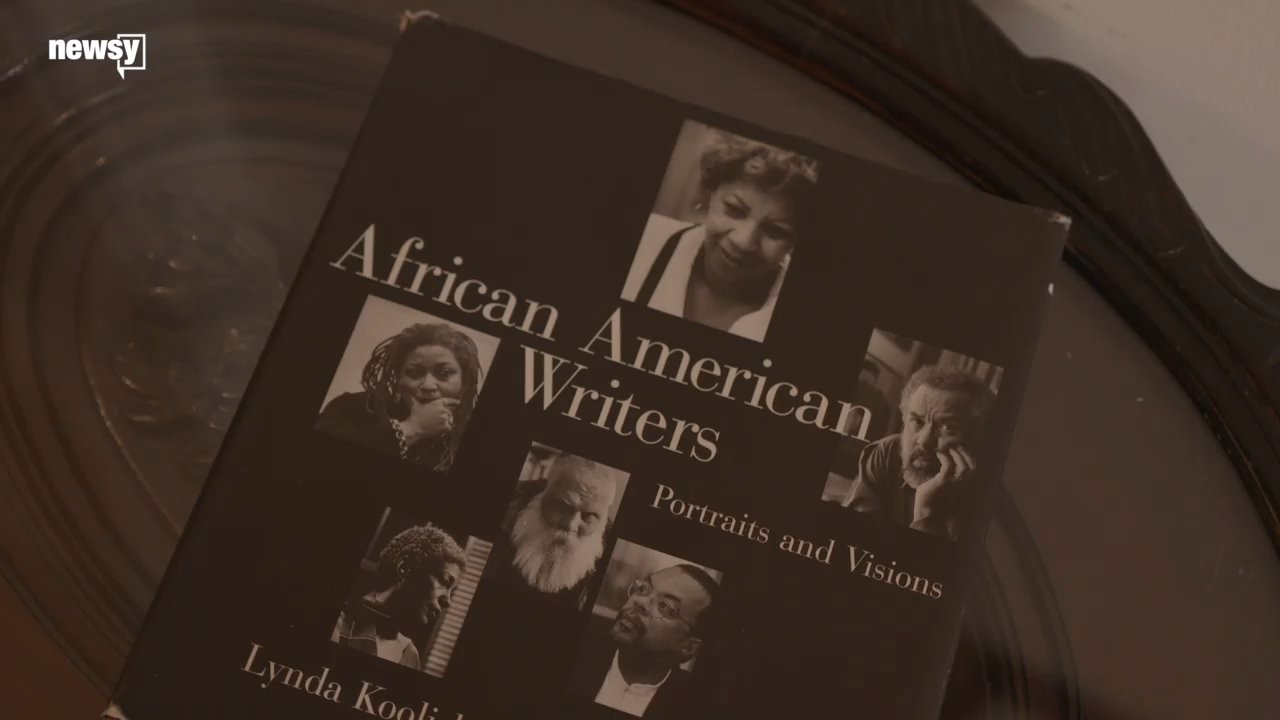 newsy
African American
Writers
Portraits and Visions
Lynda